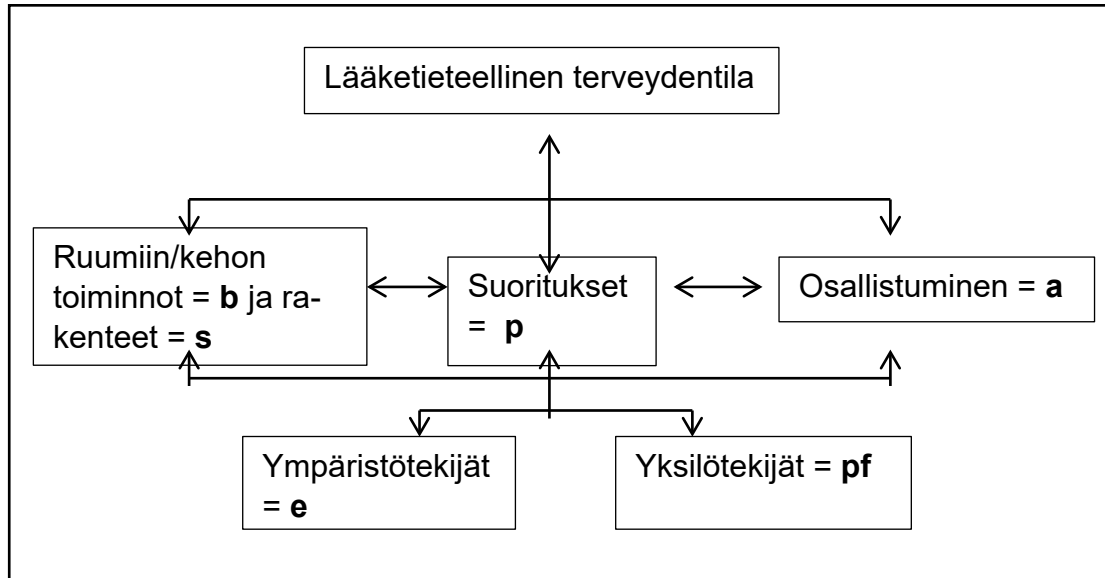 Lääketieteellinen terveydentila
Ruumiin/kehon
toiminnot = b ja ra-
kenteet = s
Suoritukset
= p
Osallistuminen = a
Ympäristötekijät
= e
Yksilötekijät = pf